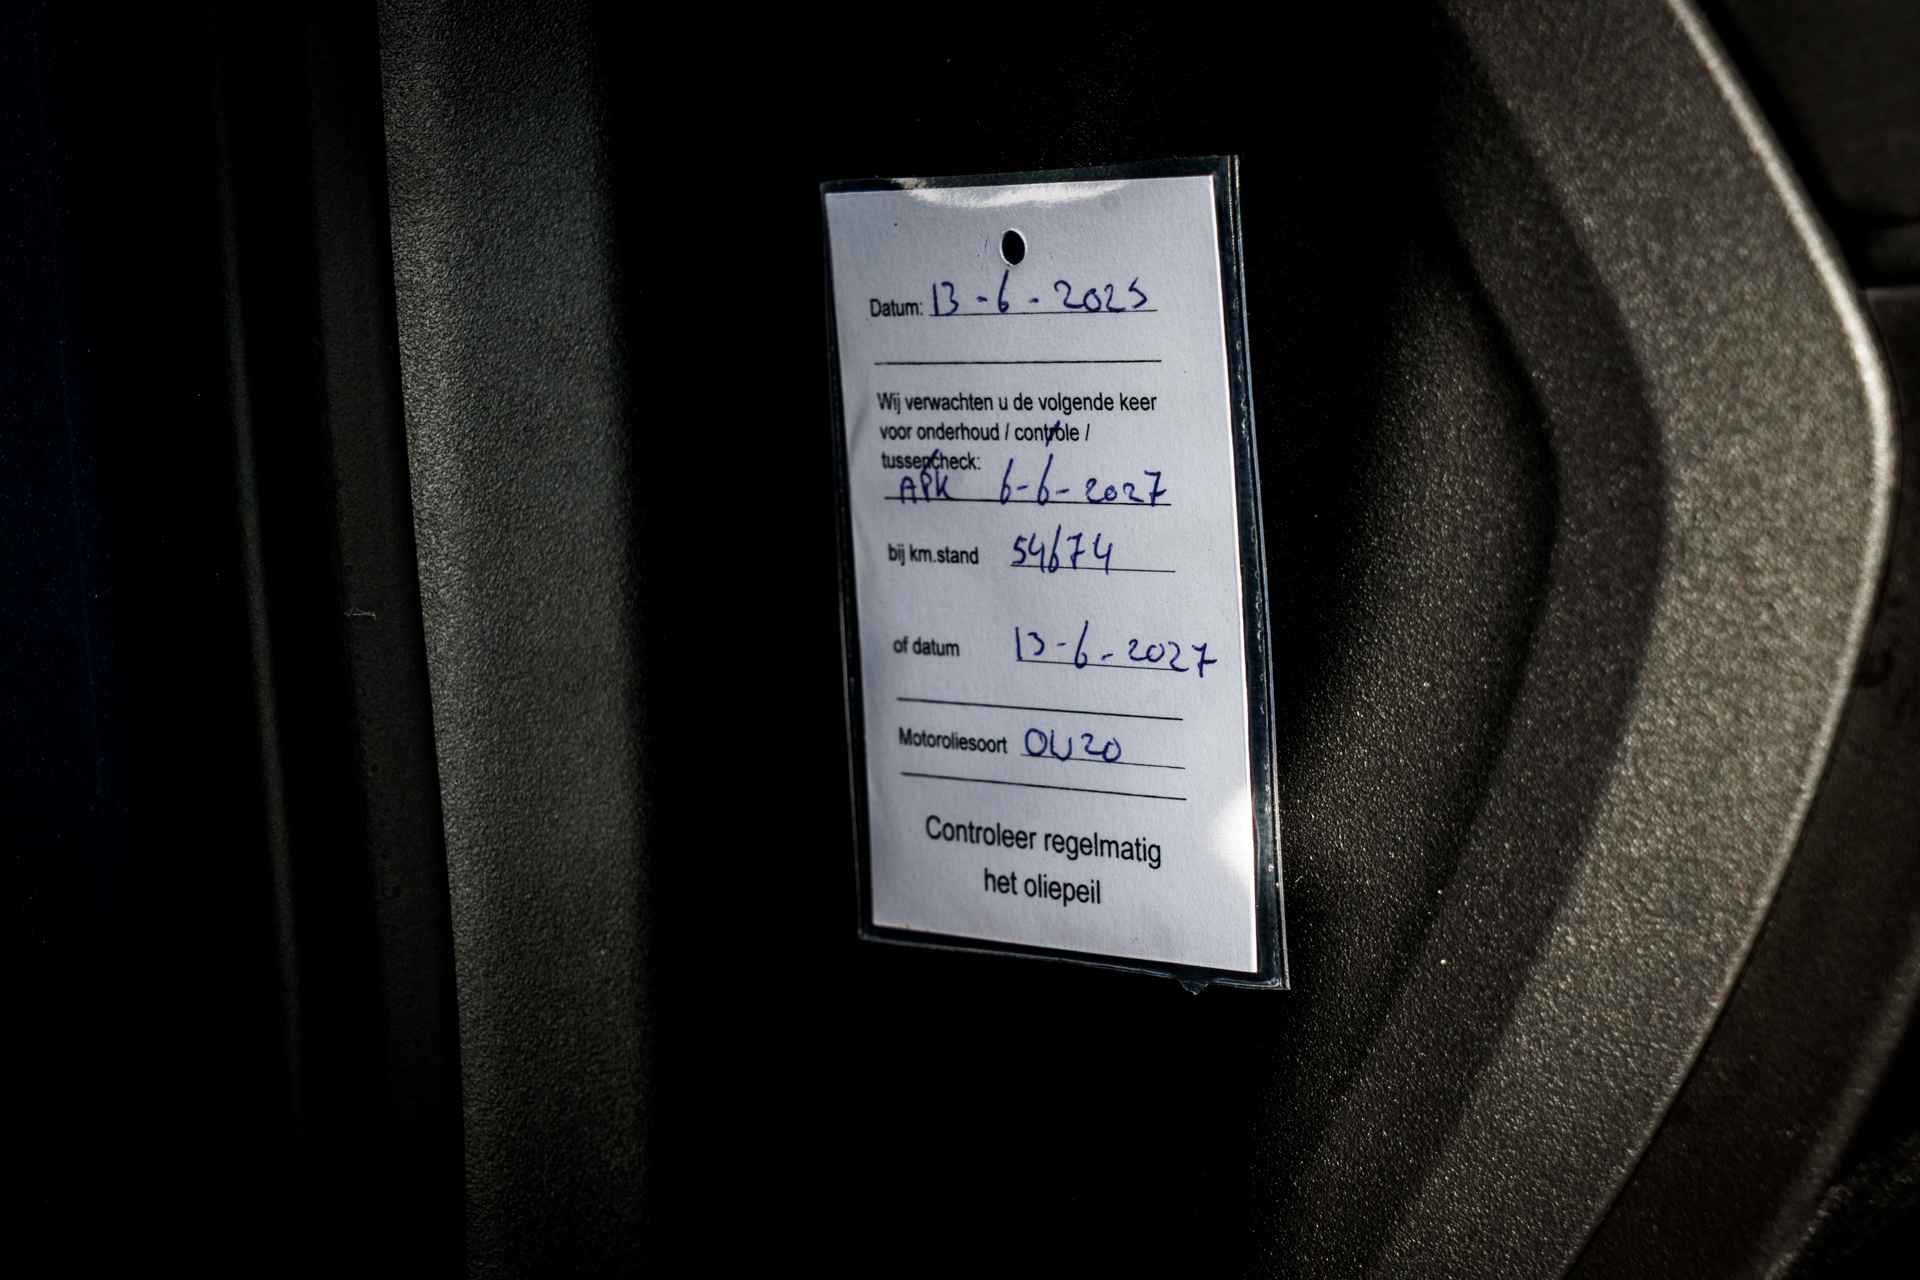 Datum: 13-6-2025
Wij verwachten u de volgende keer
voor onderhoud / controle /
tussencheck:
APK 6-6-2027
bij km.stand 54674
of datum 13-6-2027
Motoroliesoort 0W20
Controleer regelmatig
het oliepeil